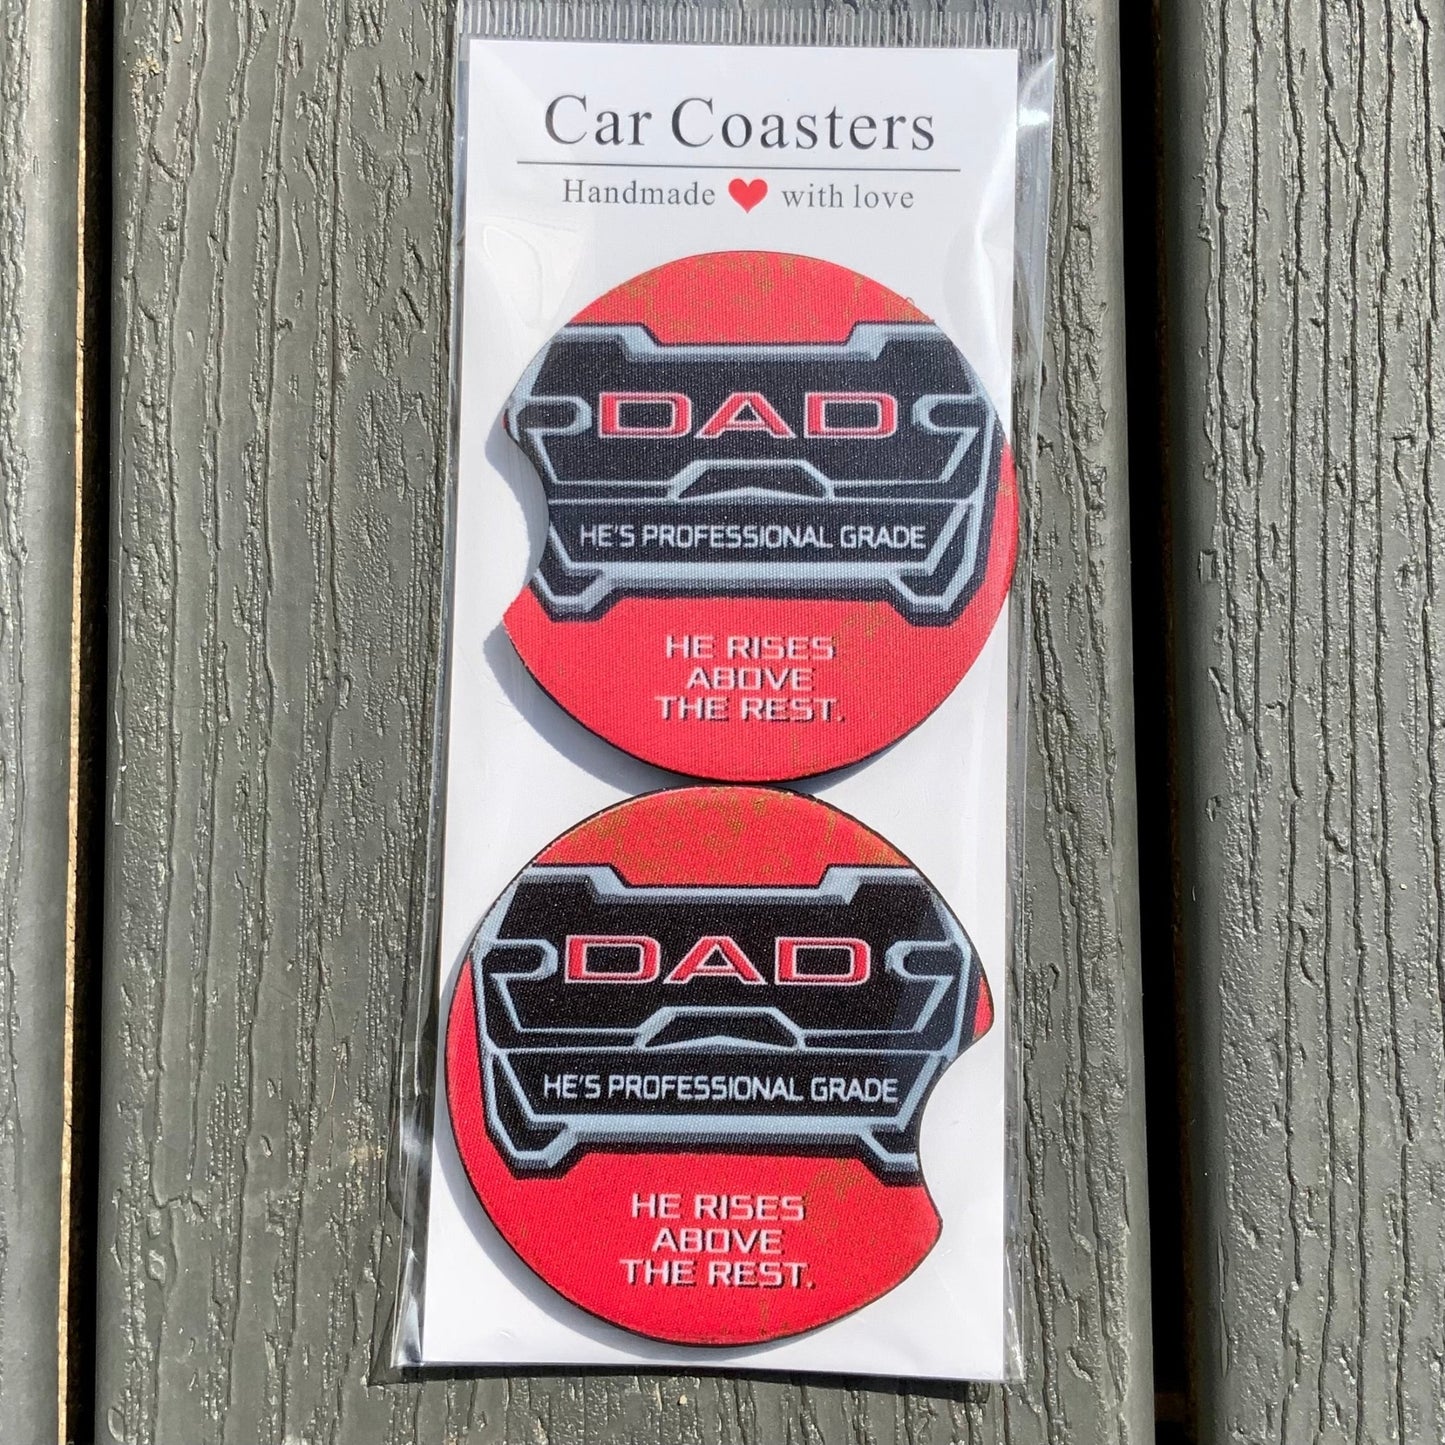 Car Coasters
Handmade ❤ with love
DAD
HE'S PROFESSIONAL GRADE
HE RISES
ABOVE
THE REST.
DAD
HE'S PROFESSIONAL GRADE
HE RISES
ABOVE
THE REST.